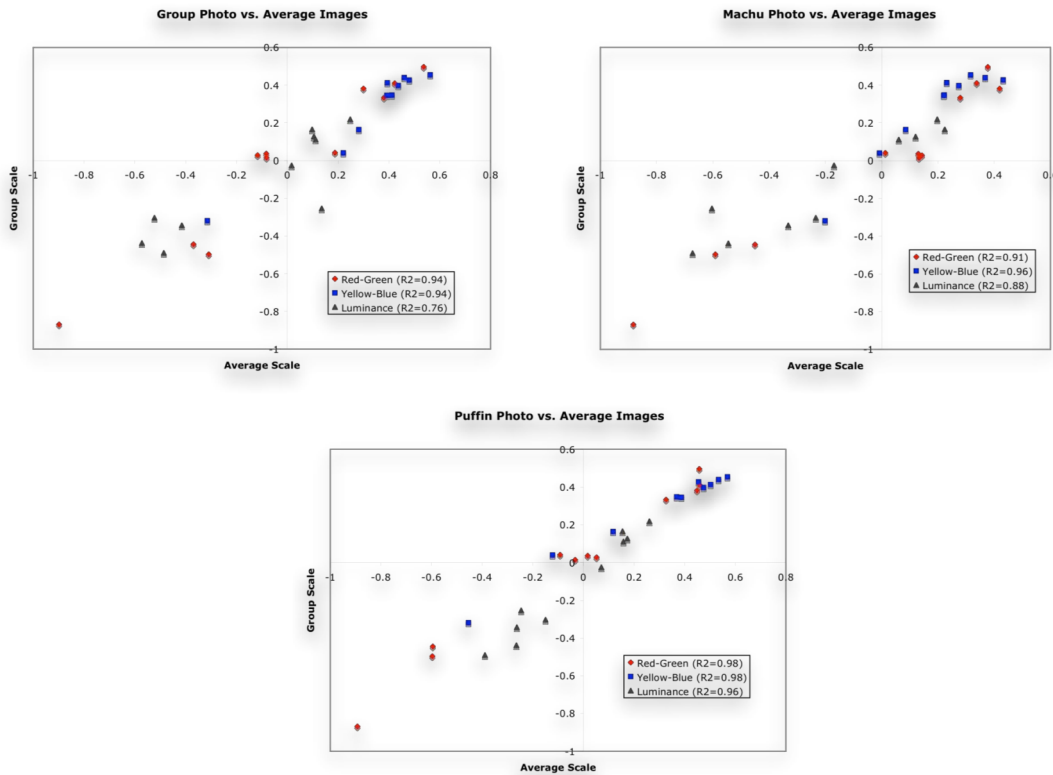 Group Photo vs. Average Images
0.6
0.4
0.2
0
-1 -0.8 -0.6 -0.4 -0.2 0 0.2 0.4 0.6 0.8
-0.2
-0.4
-0.6
-0.8
-1
Group Scale
Average Scale
Red-Green (R2=0.94)
Yellow-Blue (R2=0.94)
Luminance (R2=0.76)
Machu Photo vs. Average Images
0.6
0.4
0.2
0
-1 -0.8 -0.6 -0.4 -0.2 0 0.2 0.4 0.6
-0.2
-0.4
-0.6
-0.8
-1
Group Scale
Average Scale
Red-Green (R2=0.91)
Yellow-Blue (R2=0.96)
Luminance (R2=0.88)
Puffin Photo vs. Average Images
0.6
0.4
0.2
0
-1 -0.8 -0.6 -0.4 -0.2 0 0.2 0.4 0.6 0.8
-0.2
-0.4
-0.6
-0.8
-1
Group Scale
Average Scale
Red-Green (R2=0.98)
Yellow-Blue (R2=0.98)
Luminance (R2=0.96)